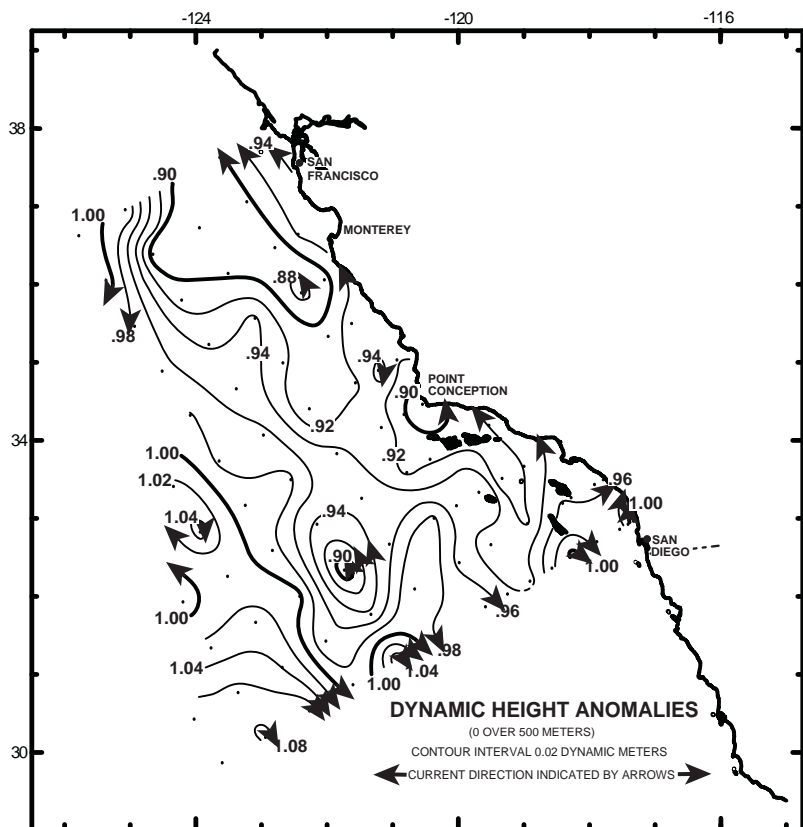 -124 -120 -116
38
.94
SAN
FRANCISCO
.90
1.00
MONTEREY
.88
.98
.94
.94
POINT
CONCEPTION
.90
.92
34
.92
1.00
1.02
.96
.94
1.00
1.04
SAN
DIEGO
.90
1.00
.96
1.00
.98
1.04
1.04
1.00
DYNAMIC HEIGHT ANOMALIES
(0 OVER 500 METERS)
30
1.08
CONTOUR INTERVAL 0.02 DYNAMIC METERS
CURRENT DIRECTION INDICATED BY ARROWS